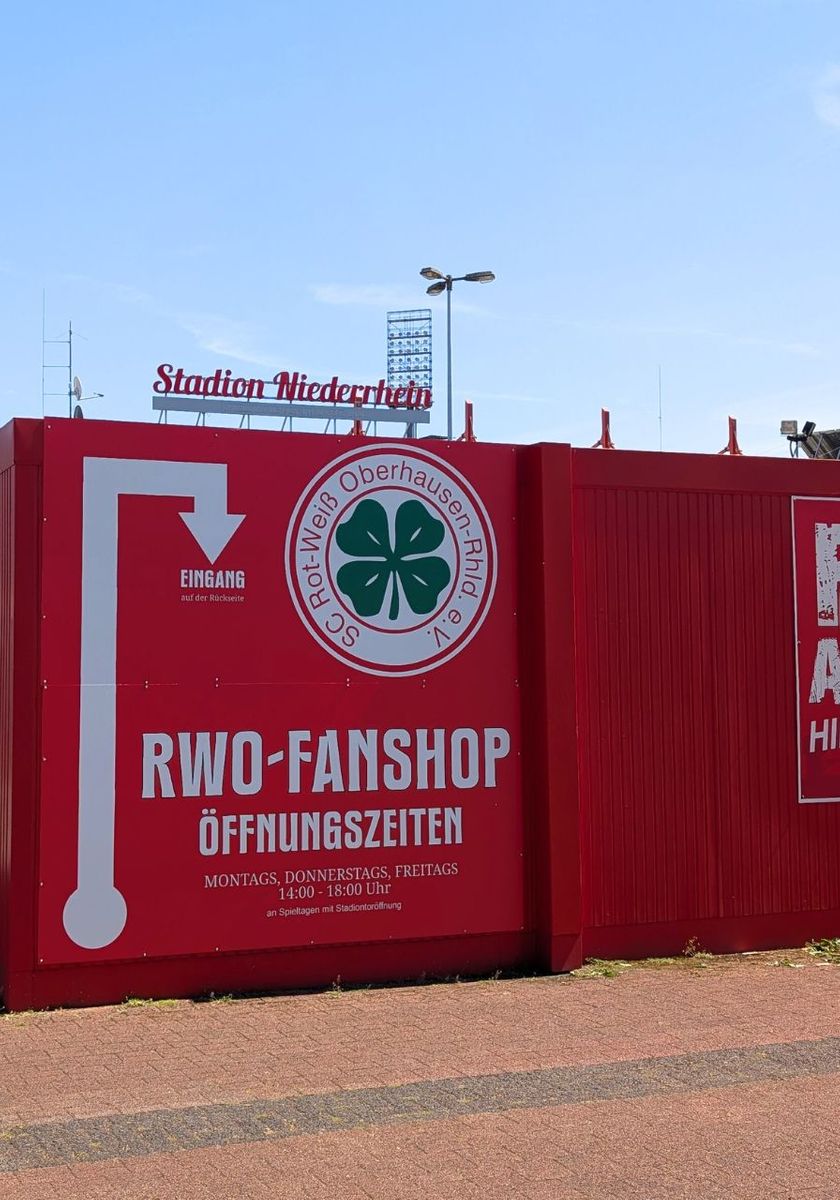 Stadion Niederrhein
EINGANG
auf der Rückseite
SC Rot-Weiß Oberhausen-Rhld. e.V.
RWO-FANSHOP
ÖFFNUNGSZEITEN
MONTAGS, DONNERSTAGS, FREITAGS
14:00 - 18:00 Uhr
an Spieltagen mit Stadiontoröffnung